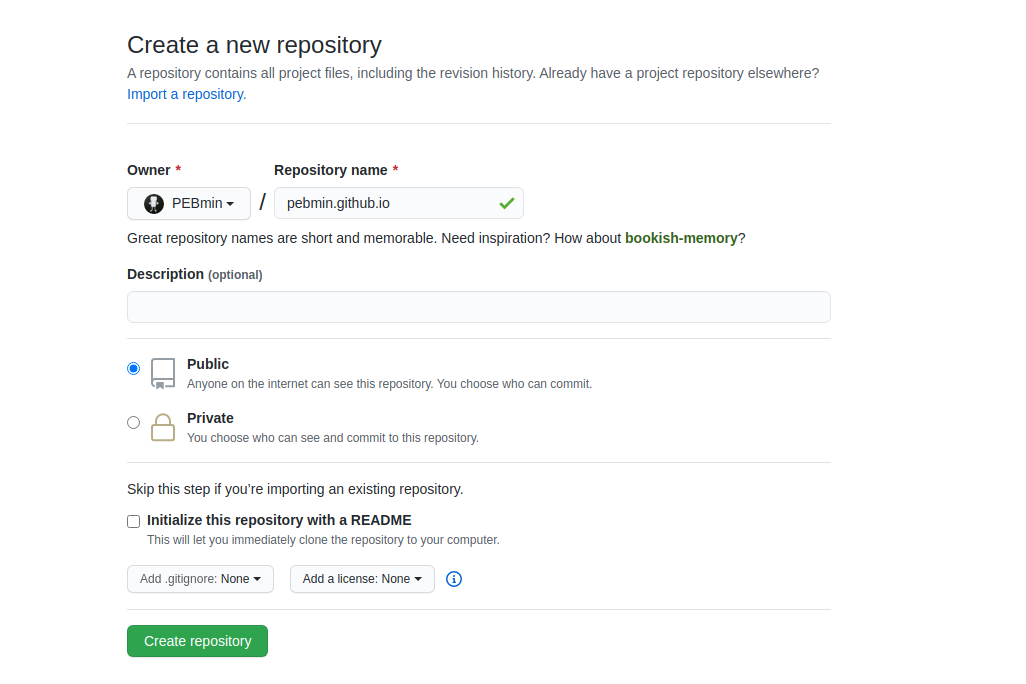 Create a new repository
A repository contains all project files, including the revision history. Already have a project repository elsewhere?
Import a repository.
Owner * Repository name *
PEBmin / pebmin.github.io
Great repository names are short and memorable. Need inspiration? How about bookish-memory?
Description (optional)
Public
Anyone on the internet can see this repository. You choose who can commit.
Private
You choose who can see and commit to this repository.
Skip this step if you’re importing an existing repository.
Initialize this repository with a README
This will let you immediately clone the repository to your computer.
Add .gitignore: None Add a license: None
Create repository